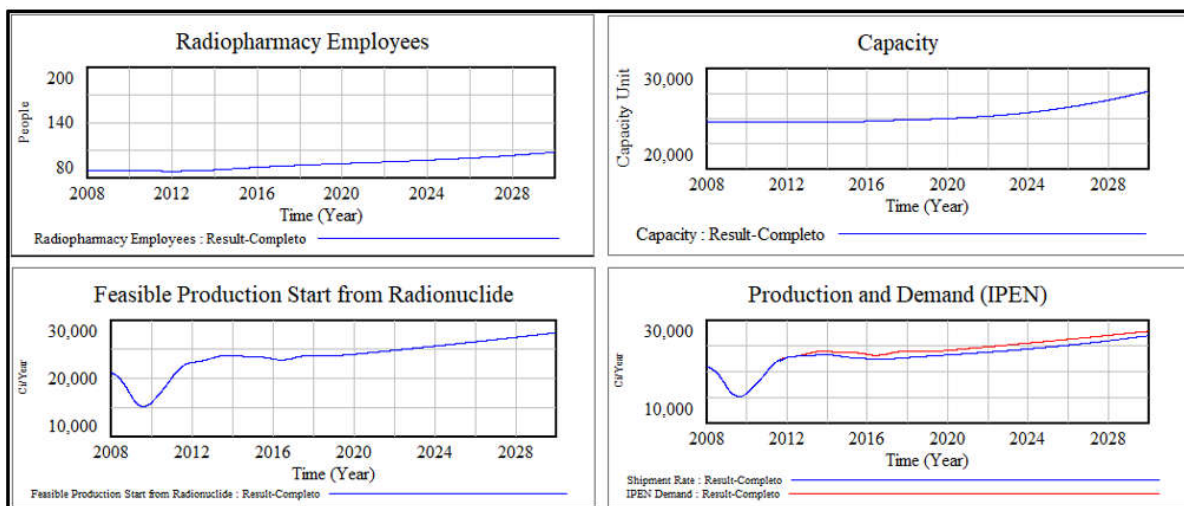 Radiopharmacy Employees
200
140
80
People
2008 2012 2016 2020 2024 2028
Time (Year)
Radiopharmacy Employees : Result-Completo
Capacity
30,000
20,000
Capacity Unit
2008 2012 2016 2020 2024 2028
Time (Year)
Capacity : Result-Completo
Feasible Production Start from Radionuclide
30,000
20,000
10,000
Ci/Year
2008 2012 2016 2020 2024 2028
Time (Year)
Feasible Production Start from Radionuclide : Result-Completo
Production and Demand (IPEN)
30,000
10,000
Ci/Year
2008 2012 2016 2020 2024 2028
Time (Year)
Shipment Rate : Result-Completo
IPEN Demand : Result-Completo